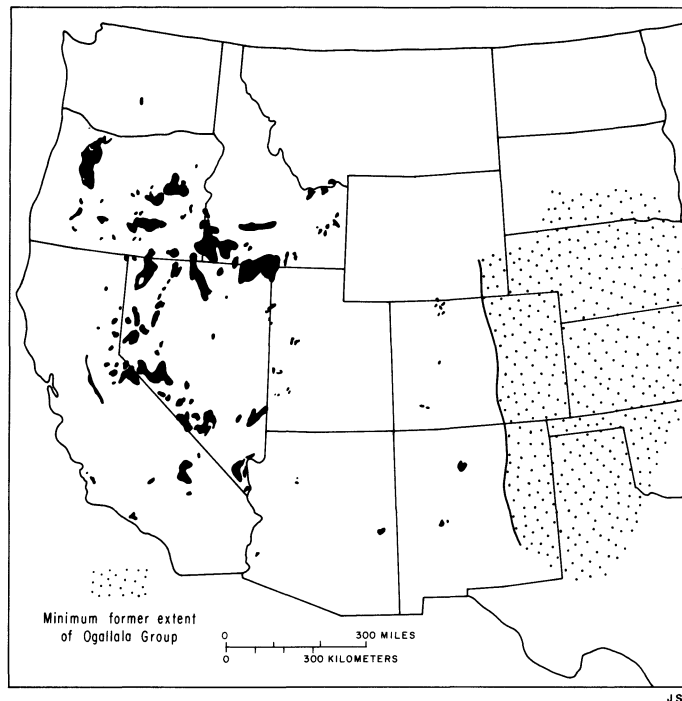 Minimum former extent
of Ogallala Group
0 300 MILES
0 300 KILOMETERS
JS